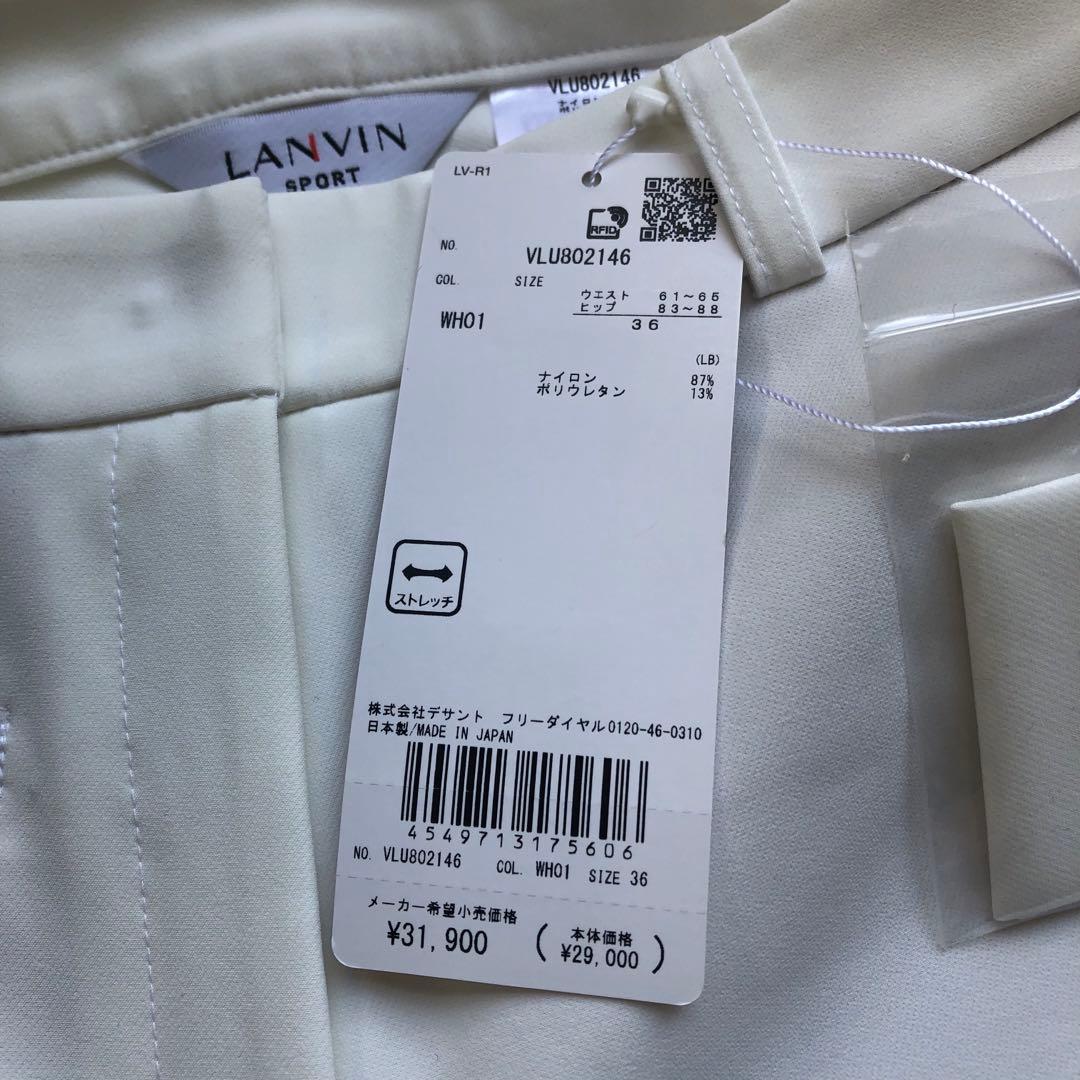 VLU802146
ナイロン
LANVIN
SPORT
LV-R1
RFID
NO.
VLU802146
COL. SIZE
ウエスト 61~65
ヒップ 83~88
WH01 36
(LB)
ナイロン 87%
ポリウレタン 13%
ストレッチ
株式会社デサント フリーダイヤル0120-46-0310
日本製/MADE IN JAPAN
4549713175606
NO. VLU802146 COL. WH01 SIZE 36
メーカー希望小売価格
¥31,900 (本体価格
¥29,000)